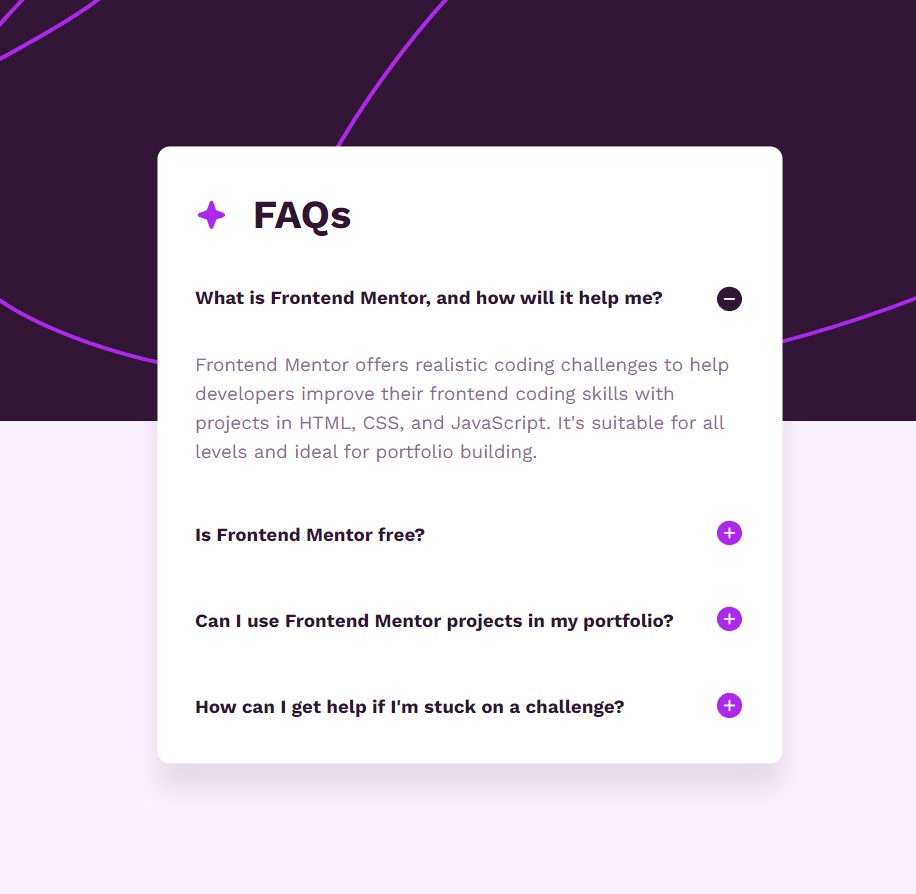 FAQs
What is Frontend Mentor, and how will it help me?
Frontend Mentor offers realistic coding challenges to help
developers improve their frontend coding skills with
projects in HTML, CSS, and JavaScript. It's suitable for all
levels and ideal for portfolio building.
Is Frontend Mentor free?
Can I use Frontend Mentor projects in my portfolio?
How can I get help if I'm stuck on a challenge?